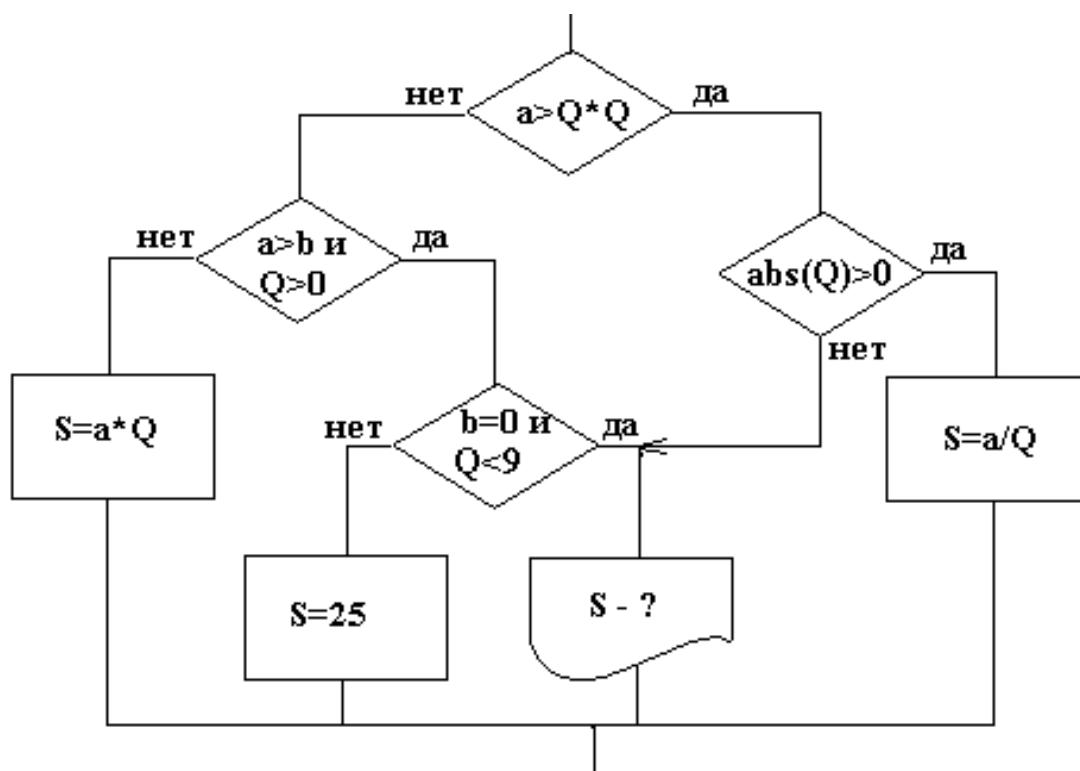 a>Q*Q
нет
да
a>b и
Q>0
нет
да
abs(Q)>0
да
нет
S=a*Q
b=0 и
Q<9
нет
да
S=a/Q
S=25
S - ?